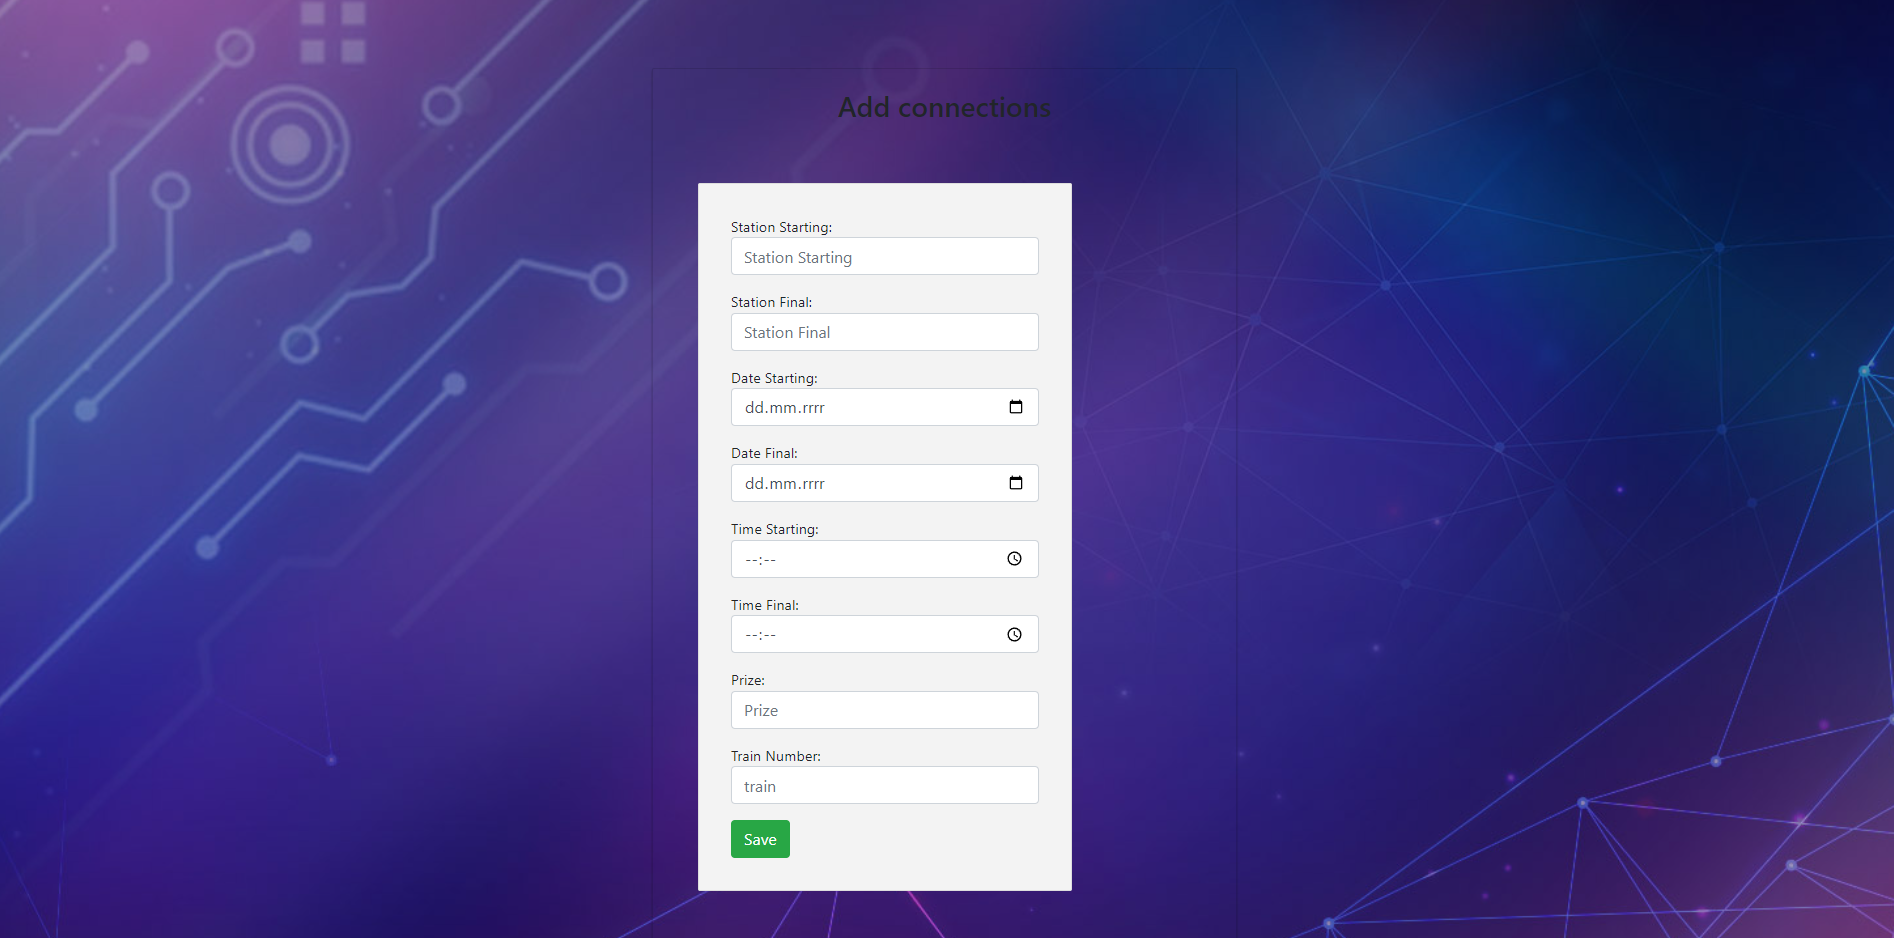 Add connections
Station Starting:
Station Starting
Station Final:
Station Final
Date Starting:
dd.mm.rrrr
Date Final:
dd.mm.rrrr
Time Starting:
--:--
Time Final:
--:--
Prize:
Prize
Train Number:
train
Save